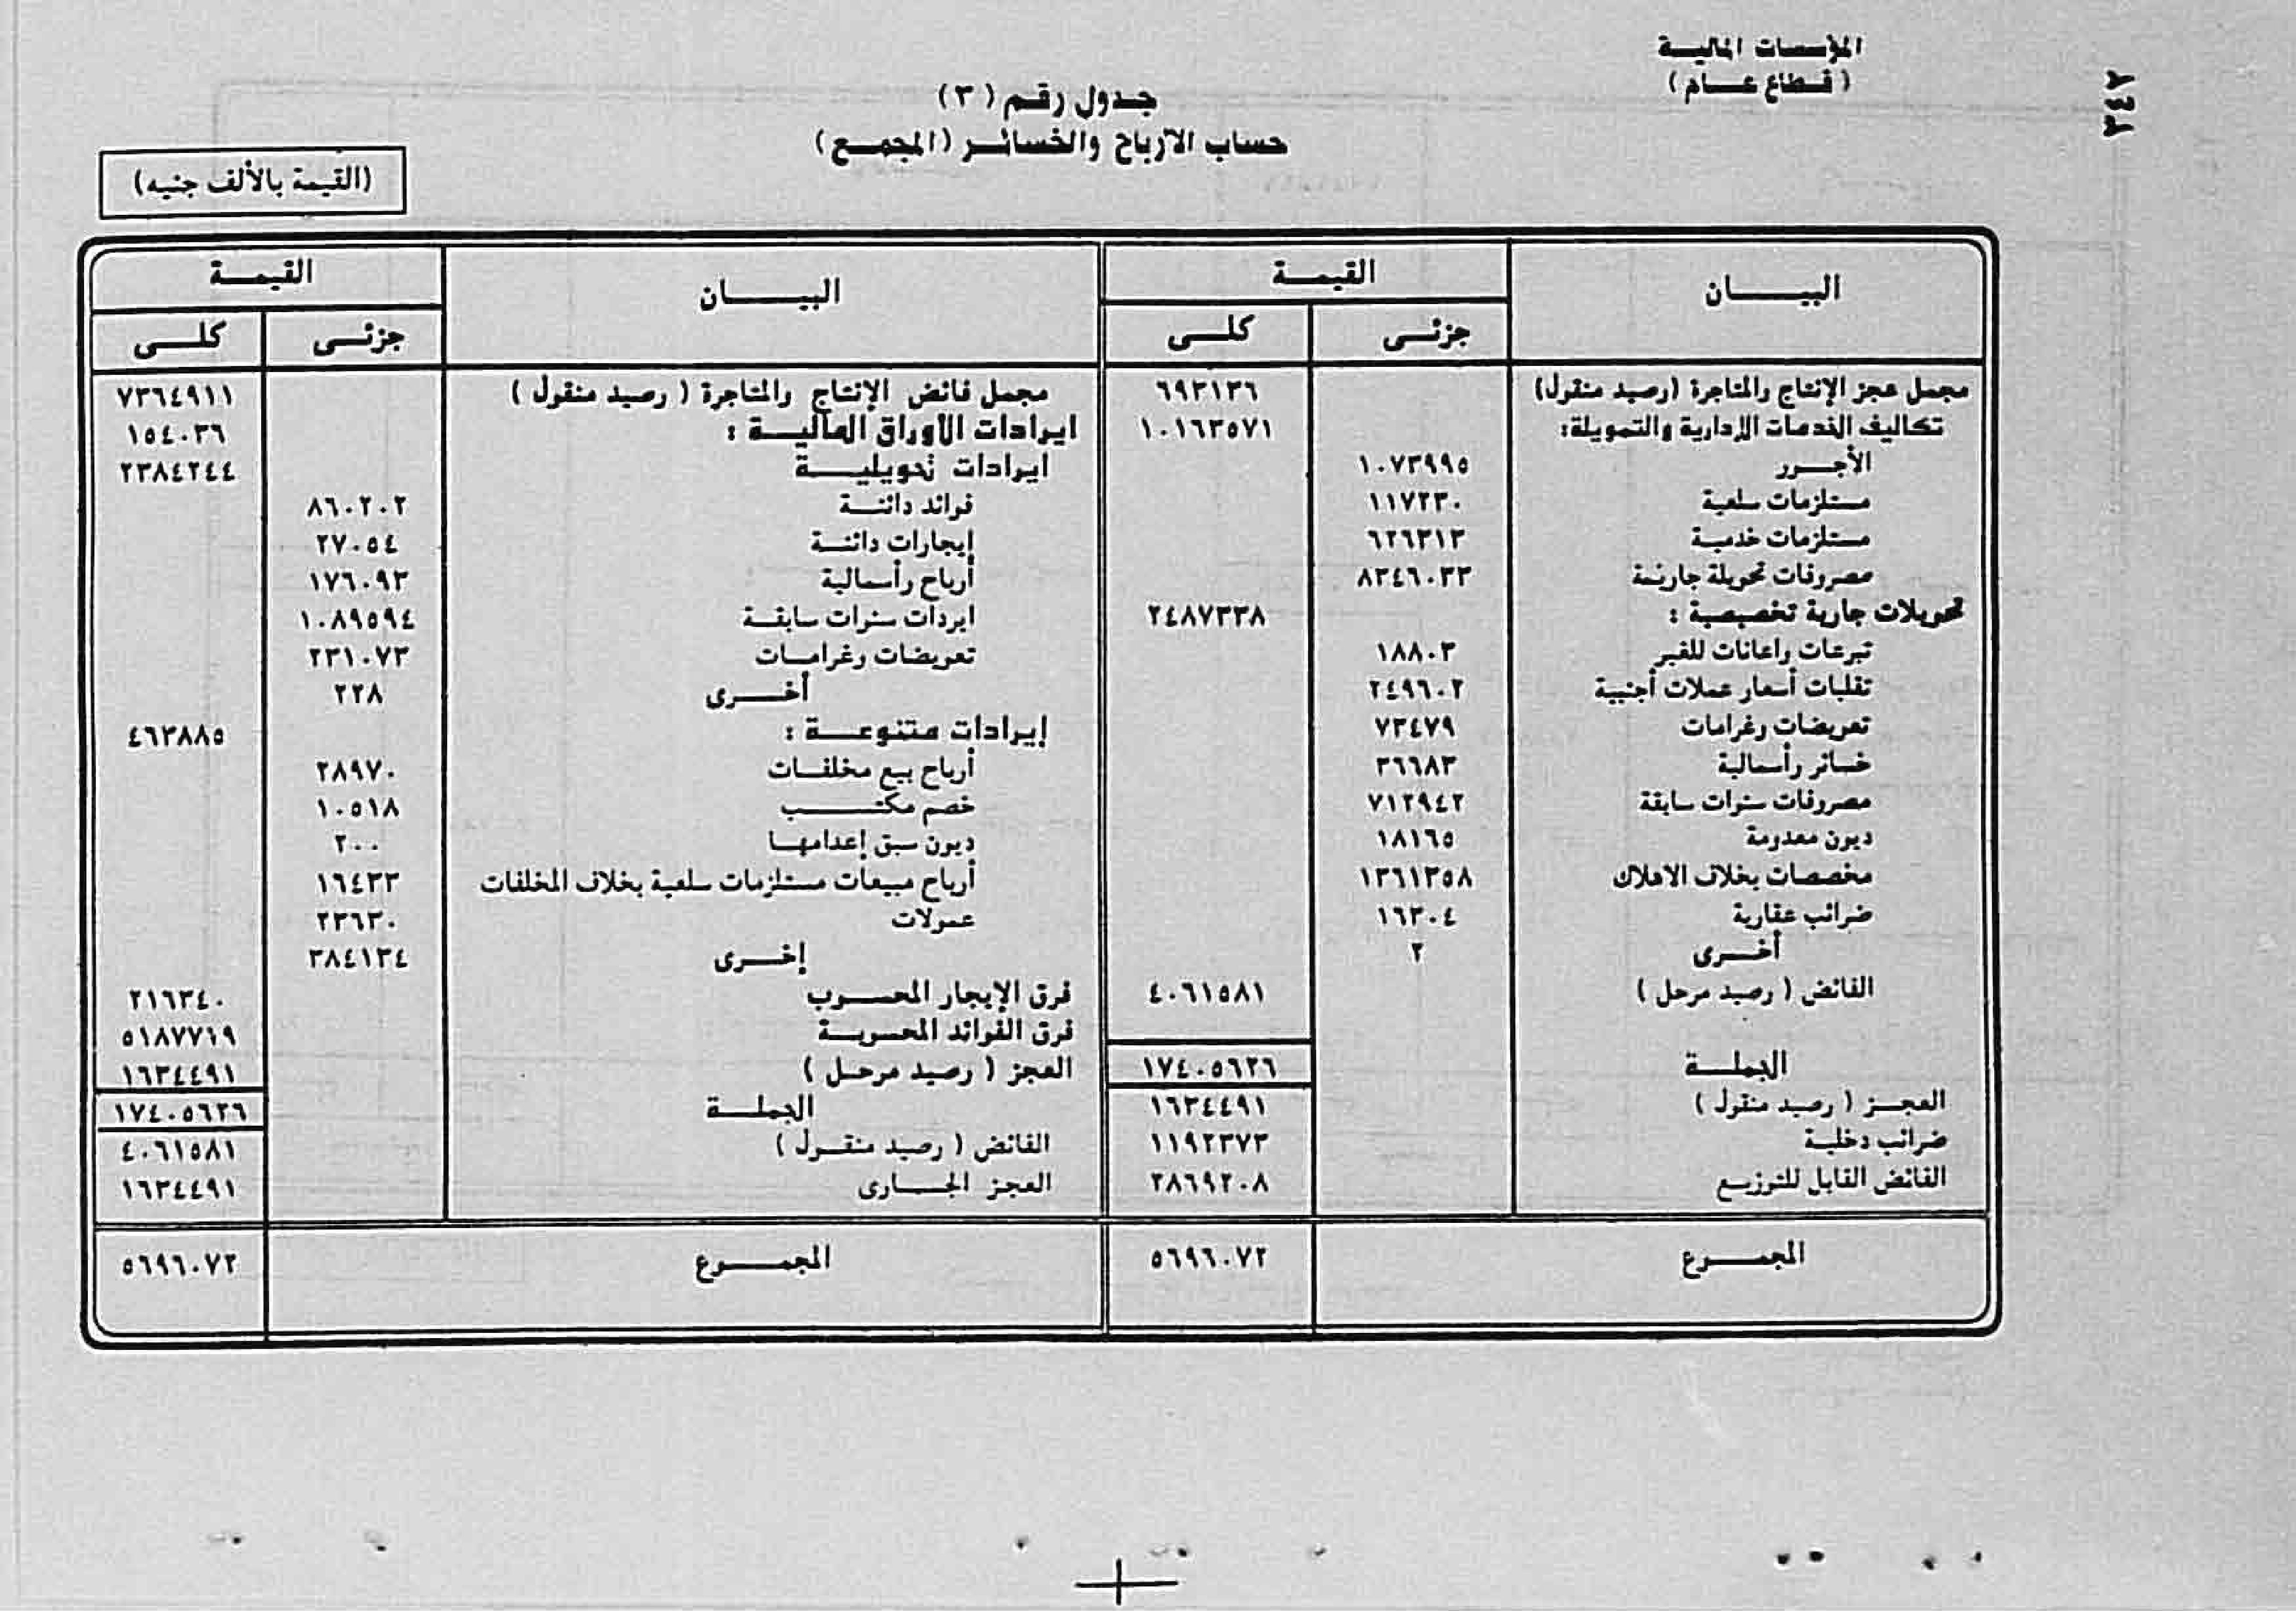 ٣٤٢
المؤسسات المالية
( قطاع عام )
جدول رقم ( ٣ )
حساب الارباح والخسائر (المجمع )
(القيمة بالألف جنيه)
البيان القيمة البيان القيمة
جزئى كلى جزئى كلى
مجمل عجز الإنتاج والمتاجرة (رصيد منقول) ٦٩٣١٣٦ مجمل فائض الإنتاج والمتاجرة ( رصيد منقول ) ٧٣٦٤٩١١
تكاليف الخدمات الإدارية والتمويلة: ١٠١٦٣٥٧١ ايرادات الأوراق المالية : ١٥٤٠٣٦
الأجور ١٠٧٣٩٩٥ ايرادات تحويلية ٢٣٨٤٢٤٤
مستلزمات سلعية ١١٧٢٣٠ فوائد دائنة ٨٦٠٢٠٢
مستلزمات خدمية ٦٢٦٣١٣ إيجارات دائنة ٢٧٠٥٤
مصروفات تحويلة جارية ٨٣٤٦٠٣٣ أرباح رأسمالية ١٧٦٠٩٣
تحويلات جارية تخصيصية : ٢٤٨٧٣٣٨ ايردات سنوات سابقة ١٠٨٩٥٩٤
تبرعات واعانات للغير ١٨٨٠٣ تعويضات وغرامات ٢٣١٠٧٣
تقلبات أسعار عملات أجنبية ٢٤٩٦٠٢ أخرى ٢٢٨
تعويضات وغرامات ٧٣٤٧٩ إيرادات متنوعة : ٤٦٣٨٨٥
خسائر رأسمالية ٣٦٦٨٣ أرباح بيع مخلفات ٢٨٩٧٠
مصروفات سنوات سابقة ٧١٢٩٤٢ خصم مكتسب ١٠٥١٨
ديون معدومة ١٨١٦٥ ديون سبق إعدامها ٢٠٠
مخصصات بخلاف الاهلاك ١٣٦١٣٥٨ أرباح مبيعات مستلزمات سلعية بخلاف المخلفات ١٦٤٣٣
ضرائب عقارية ١٦٣٠٤ عمولات ٢٣٦٣٠
أخرى ٢ إخرى ٣٨٤١٣٤
الفائض ( رصيد مرحل ) ٤٠٦١٥٨١ فرق الإيجار المحسوب ٢١٦٣٤٠
فرق الفوائد المحسوبة ٥١٨٧٧١٩
الجملة ١٧٤٠٥٦٢٦ العجز ( رصيد مرحل ) ١٦٣٤٤٩١
العجز ( رصيد منقول ) ١٦٣٤٤٩١ الجملة ١٧٤٠٥٦٢٦
ضرائب دخلية ١١٩٢٣٧٣ الفائض ( رصيد منقول ) ٤٠٦١٥٨١
الفائض القابل للتوزيع ٢٨٦٩٢٠٨ العجز الجارى ١٦٣٤٤٩١
المجموع ٥٦٩٦٠٧٢ المجموع ٥٦٩٦٠٧٢